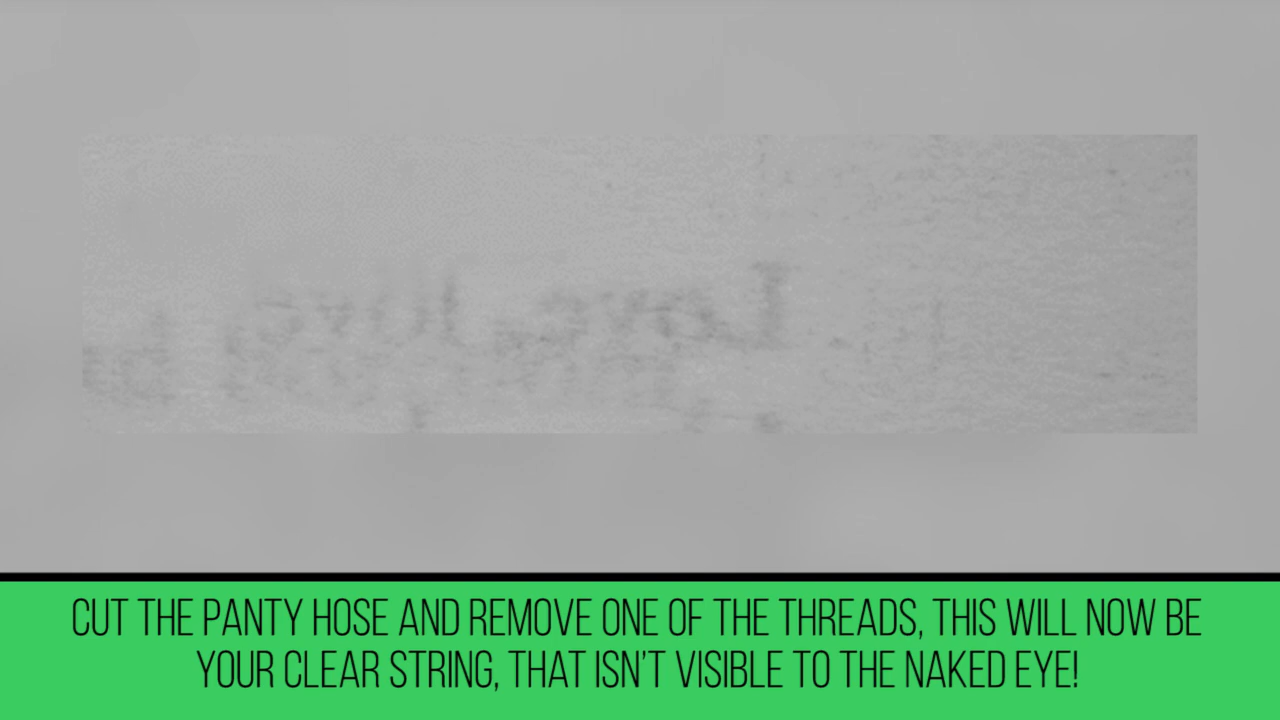 CUT THE PANTY HOSE AND REMOVE ONE OF THE THREADS, THIS WILL NOW BE
YOUR CLEAR STRING, THAT ISN'T VISIBLE TO THE NAKED EYE!